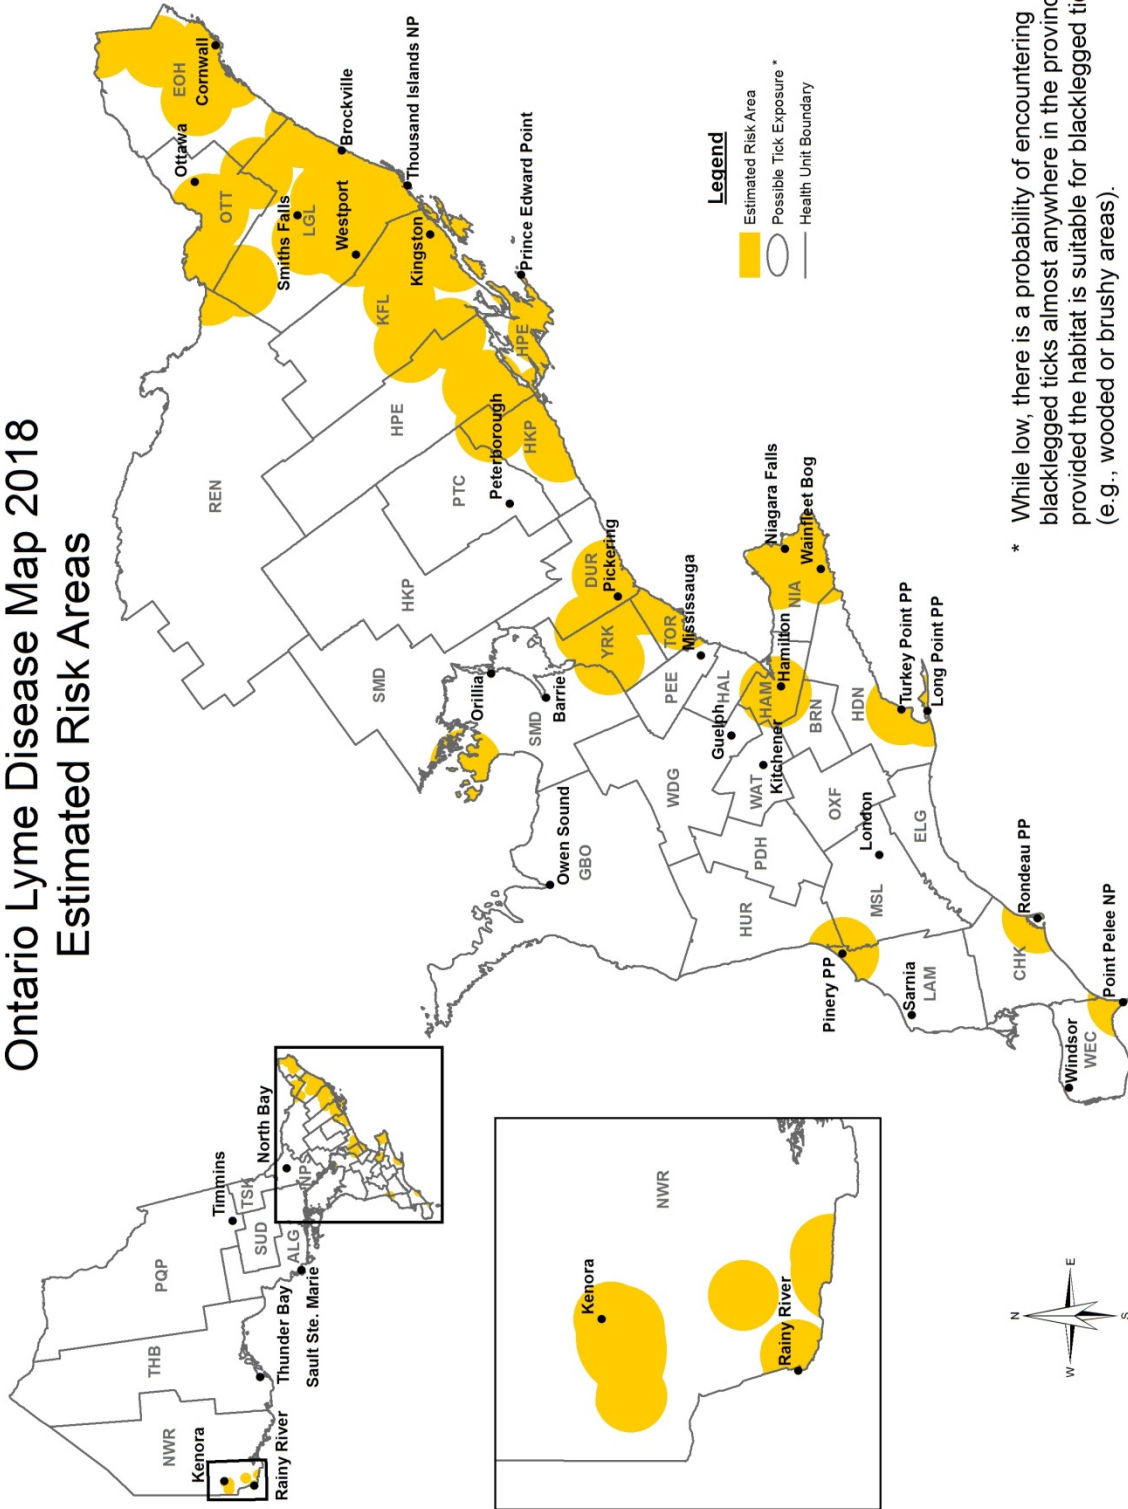 Ontario Lyme Disease Map 2018
Estimated Risk Areas
PQP
THB
NWR
Timmins
TSK
SUD
ALG
NPS
North Bay
Thunder Bay
Sault Ste. Marie
Kenora
Rainy River
NWR
Kenora
Rainy River
N
W
E
S
REN
OTT
Ottawa
EOH
Cornwall
Smiths Falls
LGL
Westport
Brockville
Thousand Islands NP
KFL
Kingston
HPE
HPE
Prince Edward Point
PTC
Peterborough
HKP
HKP
SMD
Orillia
SMD
Barrie
DUR
Pickering
YRK
TOR
PEE
Mississauga
HAL
Guelph
WDG
Owen Sound
GBO
WAT
Kitchener
HAM
Hamilton
BRN
NIA
Niagara Falls
Wainfleet Bog
HDN
Turkey Point PP
Long Point PP
HUR
PDH
OXF
London
MSL
ELG
Pinery PP
Sarnia
LAM
CHK
Rondeau PP
Windsor
WEC
Point Pelee NP
Legend
Estimated Risk Area
Possible Tick Exposure *
Health Unit Boundary
* While low, there is a probability of encountering
blacklegged ticks almost anywhere in the
provided the habitat is suitable for blacklegged
(e.g., wooded or brushy areas).